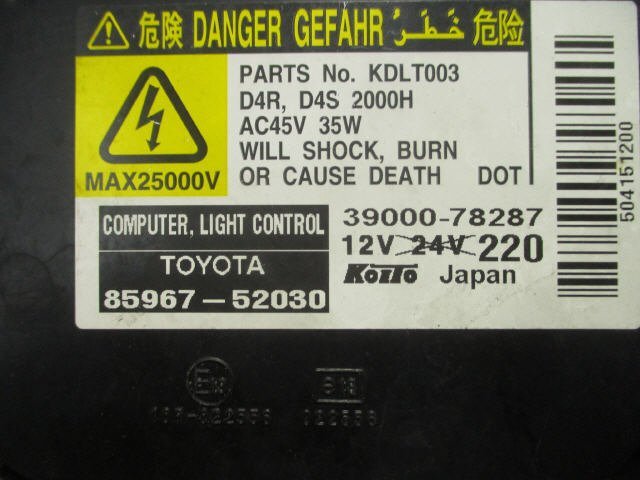 危険 DANGER GEFAHR خَطَرْ 危险
MAX25000V
PARTS No. KDLT003
D4R, D4S 2000H
AC45V 35W
WILL SHOCK, BURN
OR CAUSE DEATH DOT
COMPUTER, LIGHT CONTROL
TOYOTA
85967-52030
39000-78287
12V 24V 220
KOITO Japan
504151200
022556